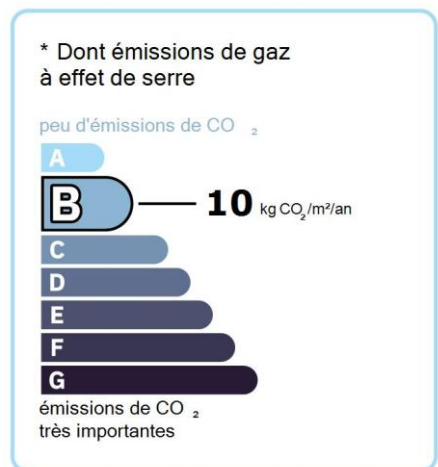 * Dont émissions de gaz
à effet de serre
peu d'émissions de CO ₂
A
B 10 kg CO₂/m²/an
C
D
E
F
G
émissions de CO ₂
très importantes